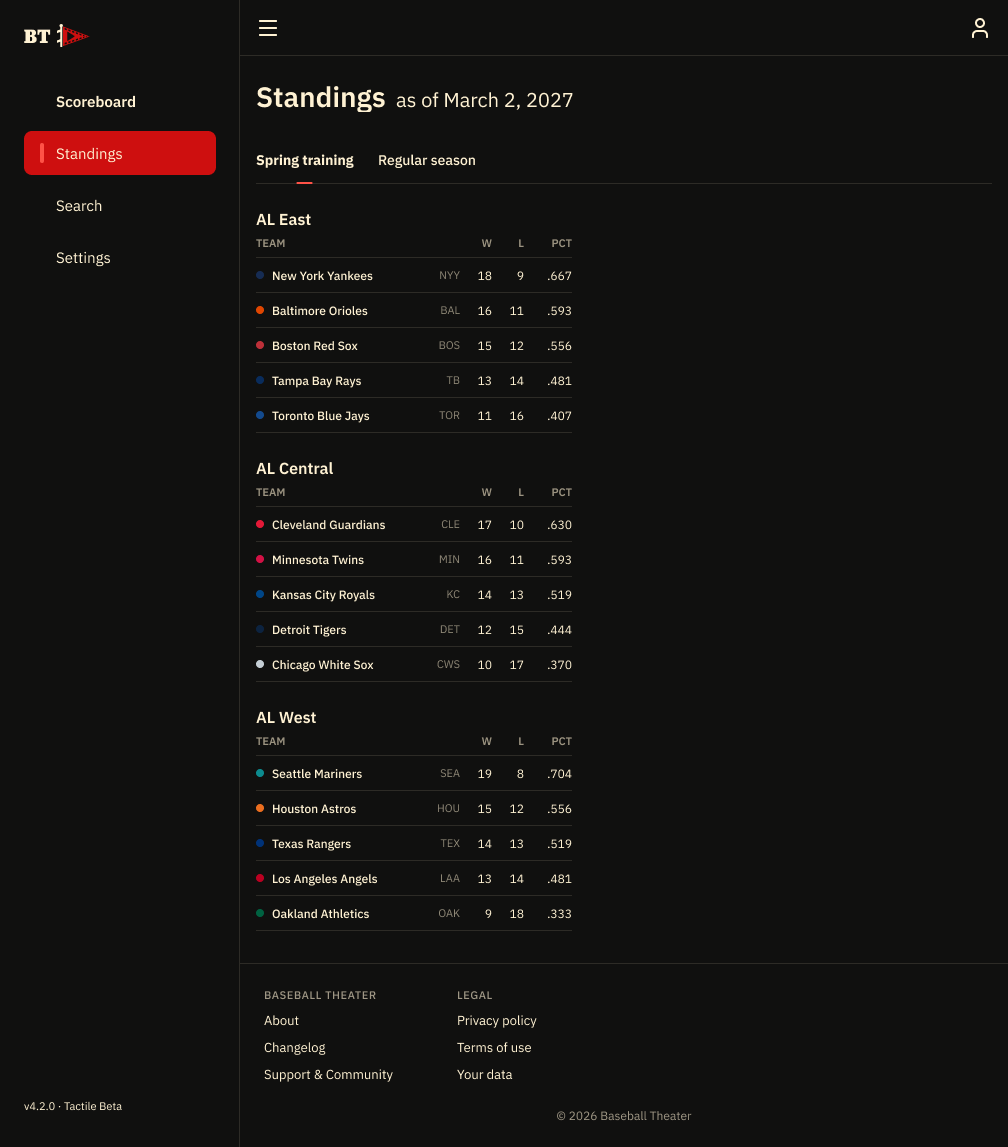 BT
Scoreboard
Standings
Search
Settings
v4.2.0 · Tactile Beta
Standings as of March 2, 2027
Spring training Regular season
AL East
TEAM W L PCT
New York Yankees NYY 18 9 .667
Baltimore Orioles BAL 16 11 .593
Boston Red Sox BOS 15 12 .556
Tampa Bay Rays TB 13 14 .481
Toronto Blue Jays TOR 11 16 .407
AL Central
TEAM W L PCT
Cleveland Guardians CLE 17 10 .630
Minnesota Twins MIN 16 11 .593
Kansas City Royals KC 14 13 .519
Detroit Tigers DET 12 15 .444
Chicago White Sox CWS 10 17 .370
AL West
TEAM W L PCT
Seattle Mariners SEA 19 8 .704
Houston Astros HOU 15 12 .556
Texas Rangers TEX 14 13 .519
Los Angeles Angels LAA 13 14 .481
Oakland Athletics OAK 9 18 .333
BASEBALL THEATER
About
Changelog
Support & Community
LEGAL
Privacy policy
Terms of use
Your data
© 2026 Baseball Theater